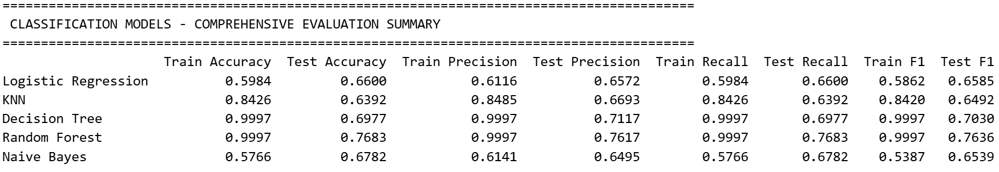 ==========================================================================================
CLASSIFICATION MODELS - COMPREHENSIVE EVALUATION SUMMARY
==========================================================================================
Train Accuracy Test Accuracy Train Precision Test Precision Train Recall Test Recall Train F1 Test F1
Logistic Regression 0.5984 0.6600 0.6116 0.6572 0.5984 0.6600 0.5862 0.6585
KNN 0.8426 0.6392 0.8485 0.6693 0.8426 0.6392 0.8420 0.6492
Decision Tree 0.9997 0.6977 0.9997 0.7117 0.9997 0.6977 0.9997 0.7030
Random Forest 0.9997 0.7683 0.9997 0.7617 0.9997 0.7683 0.9997 0.7636
Naive Bayes 0.5766 0.6782 0.6141 0.6495 0.5766 0.6782 0.5387 0.6539